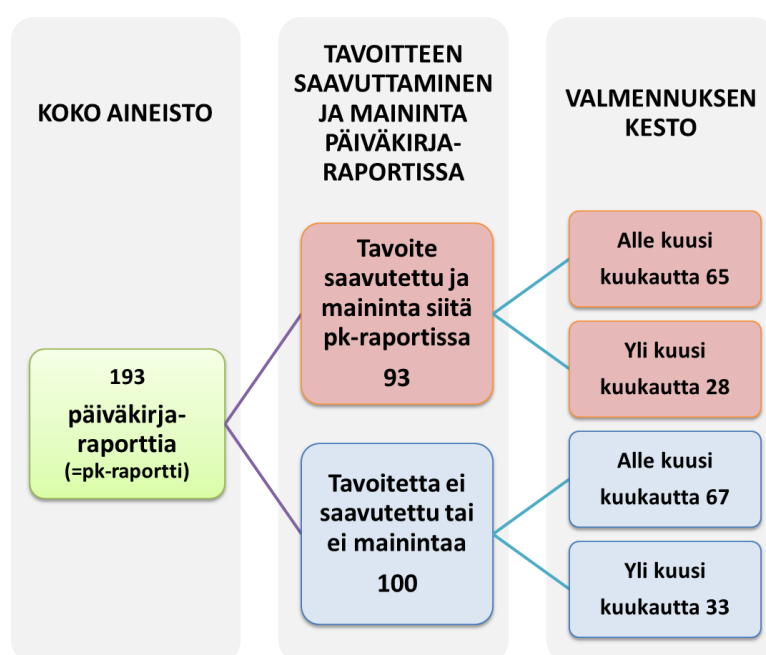 KOKO AINEISTO
TAVOITTEEN
SAAVUTTAMINEN
JA MAININTA
PÄIVÄKIRJA-
RAPORTISSA
VALMENNUKSEN
KESTO
193
päiväkirja-
raporttia
(=pk-raportti)
Tavoite
saavutettu ja
maininta siitä
pk-raportissa
93
Tavoitetta ei
saavutettu tai
ei mainintaa
100
Alle kuusi
kuukautta 65
Yli kuusi
kuukautta 28
Alle kuusi
kuukautta 67
Yli kuusi
kuukautta 33